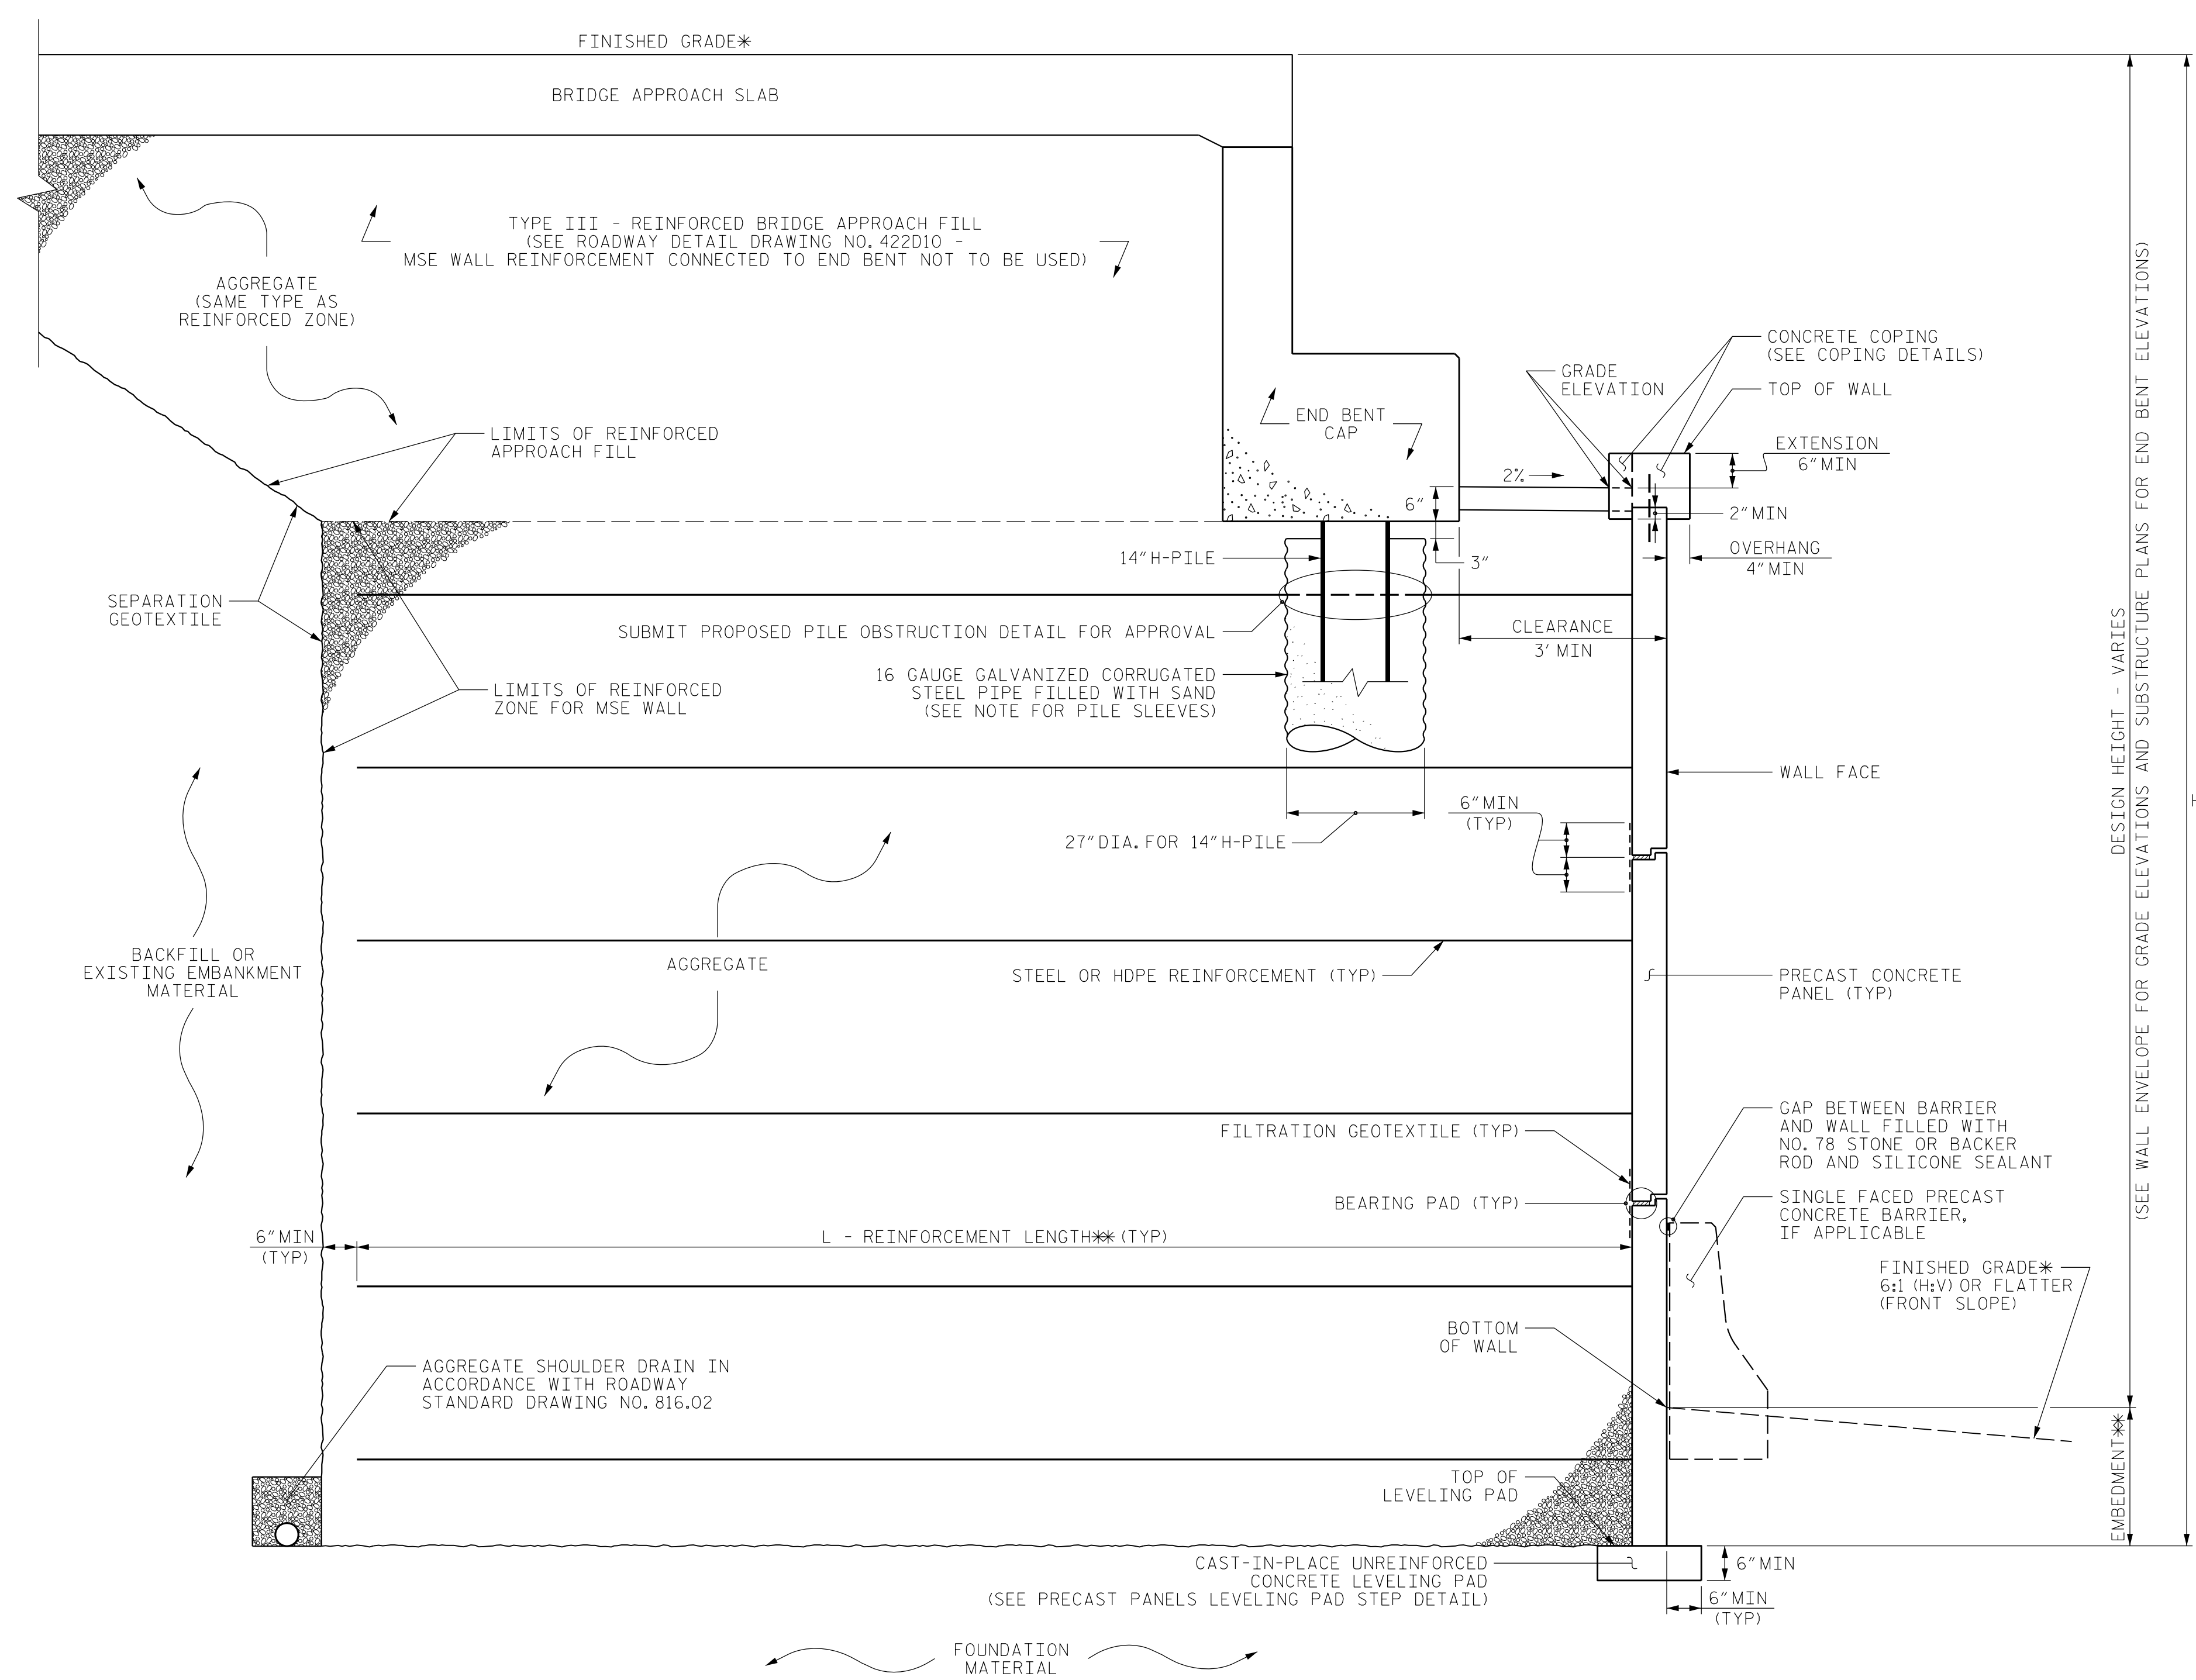 FINISHED GRADE*
BRIDGE APPROACH SLAB
TYPE III - REINFORCED BRIDGE APPROACH FILL
(SEE ROADWAY DETAIL DRAWING NO. 422D10 -
MSE WALL REINFORCEMENT CONNECTED TO END BENT NOT TO BE USED)
AGGREGATE
(SAME TYPE AS
REINFORCED ZONE)
CONCRETE COPING
(SEE COPING DETAILS)
GRADE
ELEVATION
TOP OF WALL
END BENT
CAP
LIMITS OF REINFORCED
APPROACH FILL
EXTENSION
6" MIN
2%
6"
2" MIN
OVERHANG
4" MIN
14" H-PILE
3"
SEPARATION
GEOTEXTILE
SUBMIT PROPOSED PILE OBSTRUCTION DETAIL FOR APPROVAL
CLEARANCE
3' MIN
16 GAUGE GALVANIZED CORRUGATED
STEEL PIPE FILLED WITH SAND
(SEE NOTE FOR PILE SLEEVES)
LIMITS OF REINFORCED
ZONE FOR MSE WALL
WALL FACE
6" MIN
(TYP)
27" DIA. FOR 14" H-PILE
BACKFILL OR
EXISTING EMBANKMENT
MATERIAL
AGGREGATE
STEEL OR HDPE REINFORCEMENT (TYP)
PRECAST CONCRETE
PANEL (TYP)
FILTRATION GEOTEXTILE (TYP)
GAP BETWEEN BARRIER
AND WALL FILLED WITH
NO. 78 STONE OR BACKER
ROD AND SILICONE SEALANT
BEARING PAD (TYP)
SINGLE FACED PRECAST
CONCRETE BARRIER,
IF APPLICABLE
6" MIN
(TYP)
L - REINFORCEMENT LENGTH** (TYP)
FINISHED GRADE*
6:1 (H:V) OR FLATTER
(FRONT SLOPE)
BOTTOM
OF WALL
AGGREGATE SHOULDER DRAIN IN
ACCORDANCE WITH ROADWAY
STANDARD DRAWING NO. 816.02
TOP OF
LEVELING PAD
CAST-IN-PLACE UNREINFORCED
CONCRETE LEVELING PAD
(SEE PRECAST PANELS LEVELING PAD STEP DETAIL)
6" MIN
6" MIN
(TYP)
FOUNDATION
MATERIAL
DESIGN HEIGHT - VARIES
(SEE WALL ENVELOPE FOR GRADE ELEVATIONS AND SUBSTRUCTURE PLANS FOR END BENT ELEVATIONS)
EMBEDMENT**